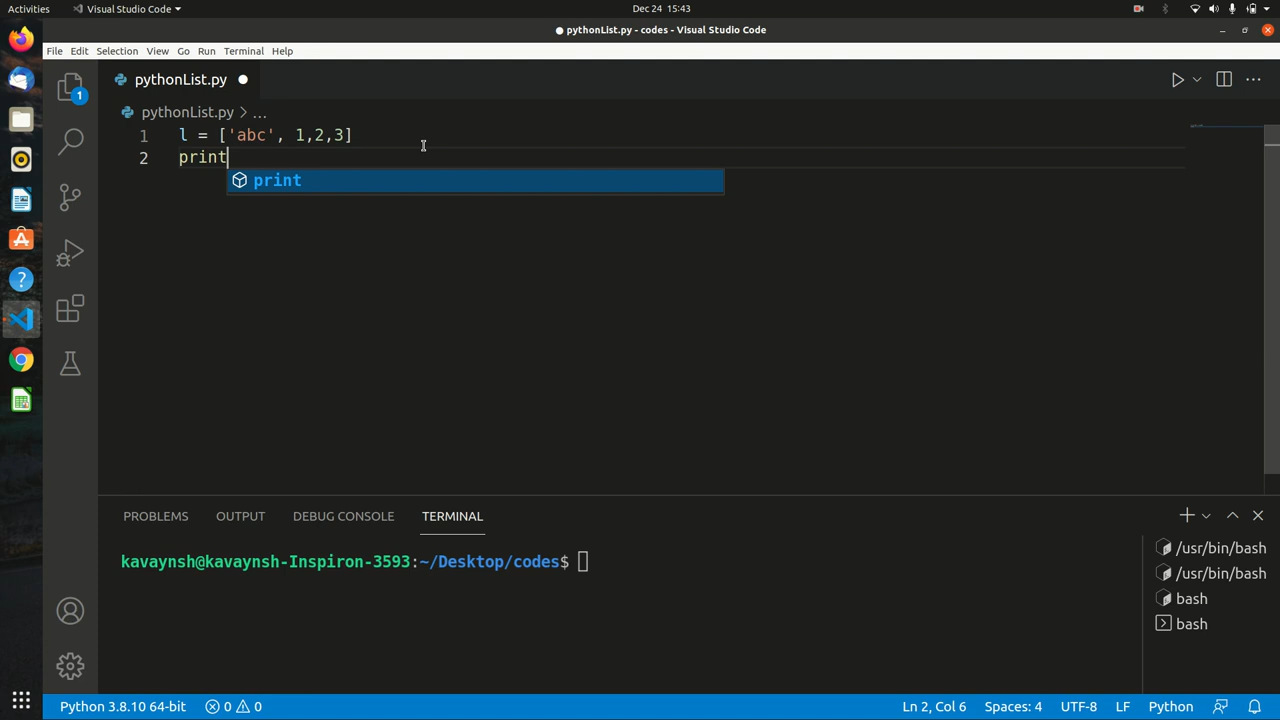 Activities Visual Studio Code Dec 24 15:43
pythonList.py - codes - Visual Studio Code
File Edit Selection View Go Run Terminal Help
1 pythonList.py
pythonList.py > ...
1 l = ['abc', 1,2,3]
2 print
print
PROBLEMS OUTPUT DEBUG CONSOLE TERMINAL
kavaynsh@kavaynsh-Inspiron-3593:~/Desktop/codes$
/usr/bin/bash
/usr/bin/bash
bash
bash
Python 3.8.10 64-bit 0 0 Ln 2, Col 6 Spaces: 4 UTF-8 LF Python